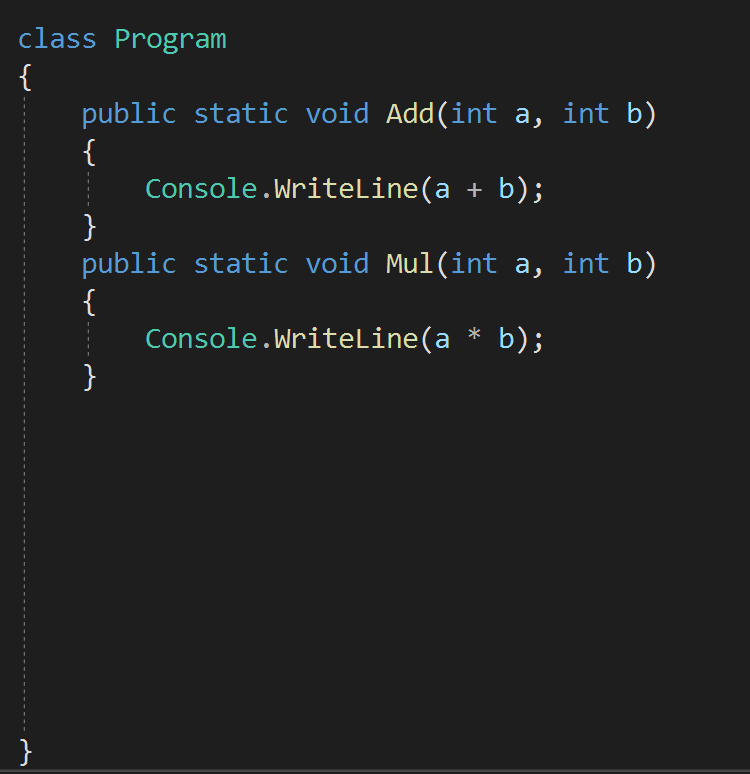 class Program
{
    public static void Add(int a, int b)
    {
        Console.WriteLine(a + b);
    }
    public static void Mul(int a, int b)
    {
        Console.WriteLine(a * b);
    }
}